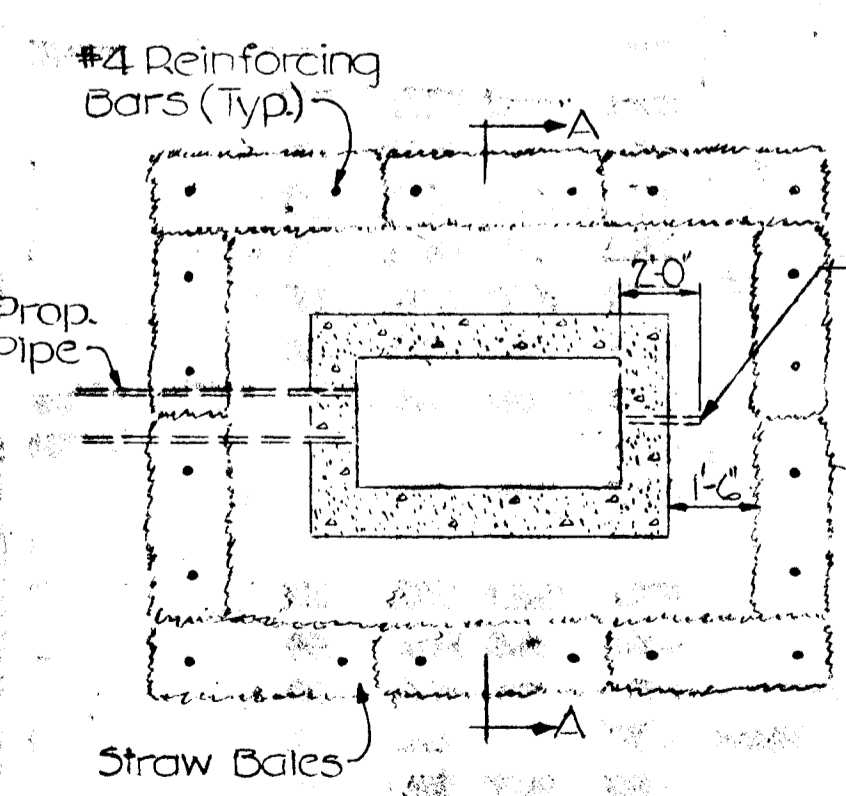 #4 Reinforcing
Bars (Typ.)
A
2'-0"
Prop.
Pipe
1'-6"
A
Straw Bales